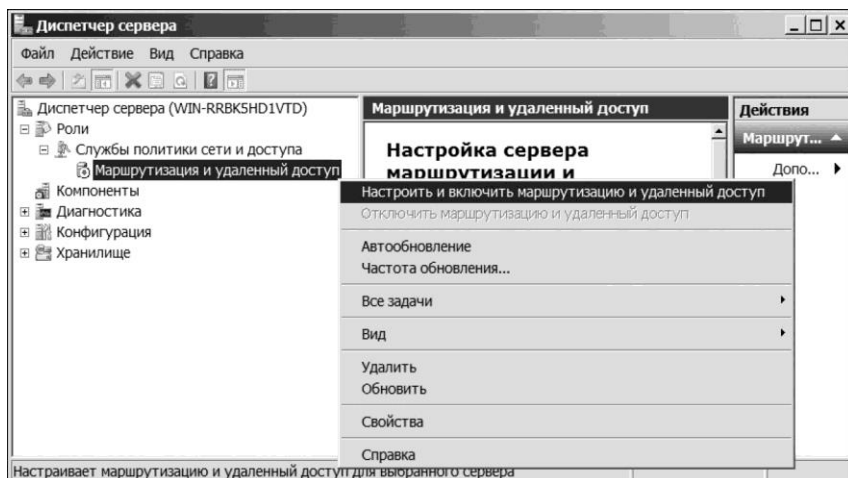 Диспетчер сервера
Файл Действие Вид Справка
Диспетчер сервера (WIN-RRBK5HD1VTD)
Роли
Службы политики сети и доступа
Маршрутизация и удаленный доступ
Компоненты
Диагностика
Конфигурация
Хранилище
Маршрутизация и удаленный доступ
Настройка сервера
маршрутизации и
Действия
Маршрут...
Допо...
Настроить и включить маршрутизацию и удаленный доступ
Отключить маршрутизацию и удаленный доступ
Автообновление
Частота обновления...
Все задачи
Вид
Удалить
Обновить
Свойства
Справка
Настраивает маршрутизацию и удаленный доступ для выбранного сервера